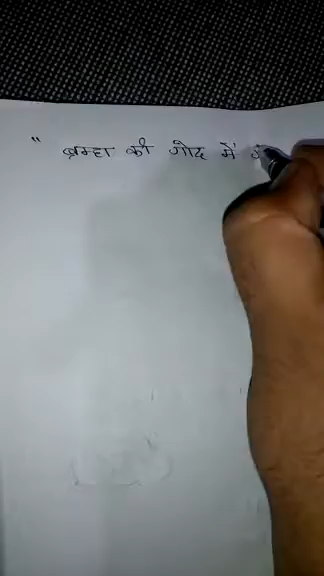 " ब्रम्हा की गोद में